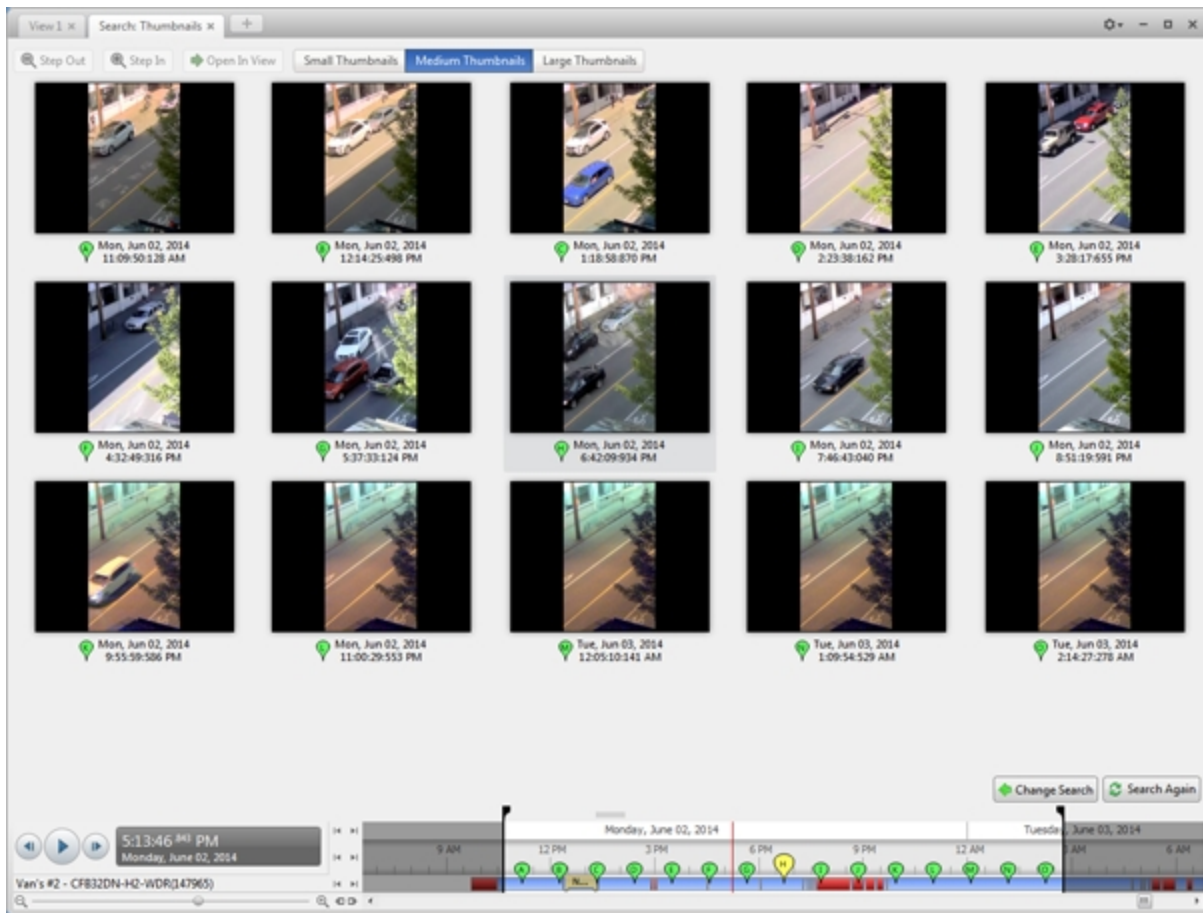 View 1
Search: Thumbnails
Step Out Step In Open In View Small Thumbnails Medium Thumbnails Large Thumbnails
A Mon, Jun 02, 2014
11:09:50:128 AM
B Mon, Jun 02, 2014
12:14:25:498 PM
C Mon, Jun 02, 2014
1:18:58:870 PM
D Mon, Jun 02, 2014
2:23:38:162 PM
E Mon, Jun 02, 2014
3:28:17:655 PM
F Mon, Jun 02, 2014
4:32:49:316 PM
G Mon, Jun 02, 2014
5:37:33:124 PM
H Mon, Jun 02, 2014
6:42:09:934 PM
I Mon, Jun 02, 2014
7:46:43:040 PM
J Mon, Jun 02, 2014
8:51:19:591 PM
K Mon, Jun 02, 2014
9:55:59:586 PM
L Mon, Jun 02, 2014
11:00:29:553 PM
M Tue, Jun 03, 2014
12:05:10:141 AM
N Tue, Jun 03, 2014
1:09:54:529 AM
O Tue, Jun 03, 2014
2:14:27:278 AM
Change Search Search Again
5:13:46 .843 PM
Monday, June 02, 2014
Monday, June 02, 2014 Tuesday, June 03, 2014
9 AM 12 PM 3 PM 6 PM 9 PM 12 AM 3 AM 6 AM
A B C D E F G H I J K L M N O
N...
Van's #2 - CFB32DN-H2-WDR(147965)